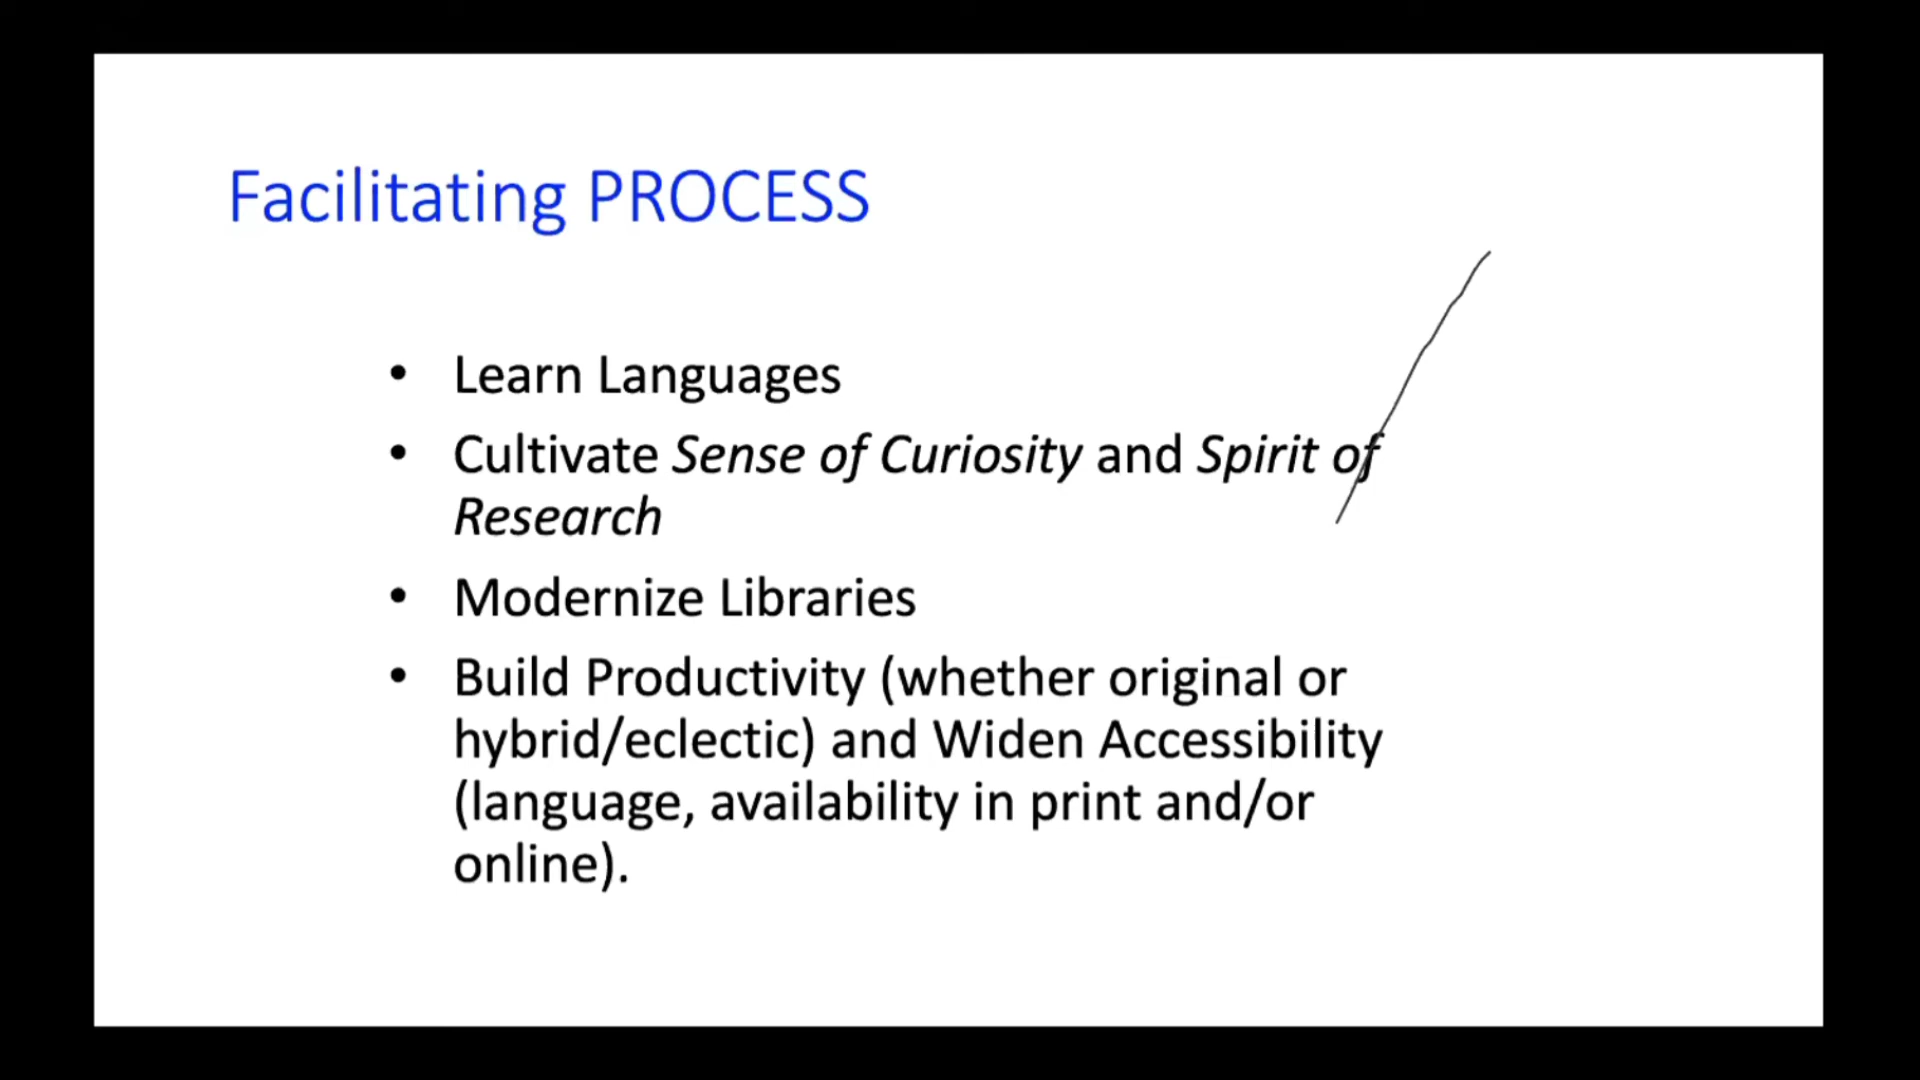 Facilitating PROCESS
• Learn Languages
• Cultivate Sense of Curiosity and Spirit of
Research
• Modernize Libraries
• Build Productivity (whether original or
hybrid/eclectic) and Widen Accessibility
(language, availability in print and/or
online).